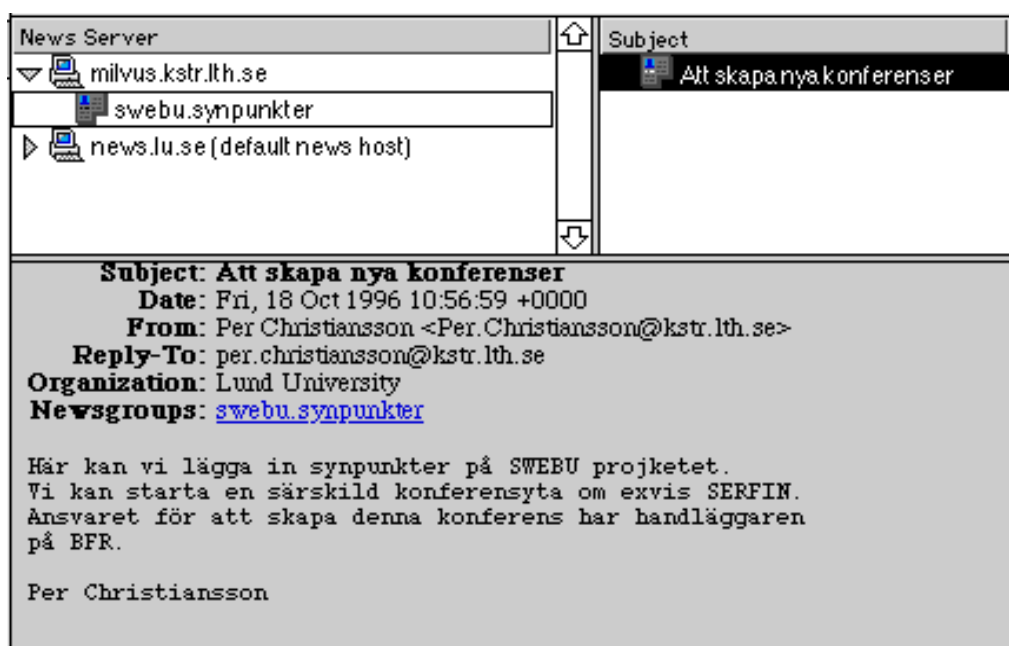 News Server
milvus.kstr.lth.se
swebu.synpunkter
news.lu.se (default news host)
Subject
Att skapa nya konferenser
Subject: Att skapa nya konferenser
Date: Fri, 18 Oct 1996 10:56:59 +0000
From: Per Christiansson <Per.Christiansson@kstr.lth.se>
Reply-To: per.christiansson@kstr.lth.se
Organization: Lund University
Newsgroups: swebu.synpunkter
Här kan vi lägga in synpunkter på SWEBU projketet.
Vi kan starta en särskild konferensyta om exvis SERFIN.
Ansvaret för att skapa denna konferens har handläggaren
på BFR.
Per Christiansson